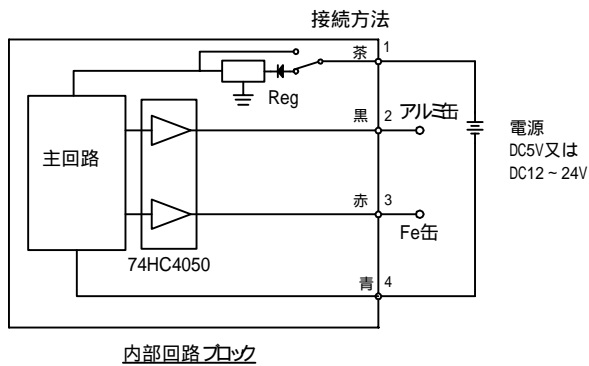 接続方法
茶 1
Reg
黒 2 アルミ缶
主回路
電源
DC5V又は
DC12~24V
赤 3
Fe缶
74HC4050
青 4
内部回路ブロック